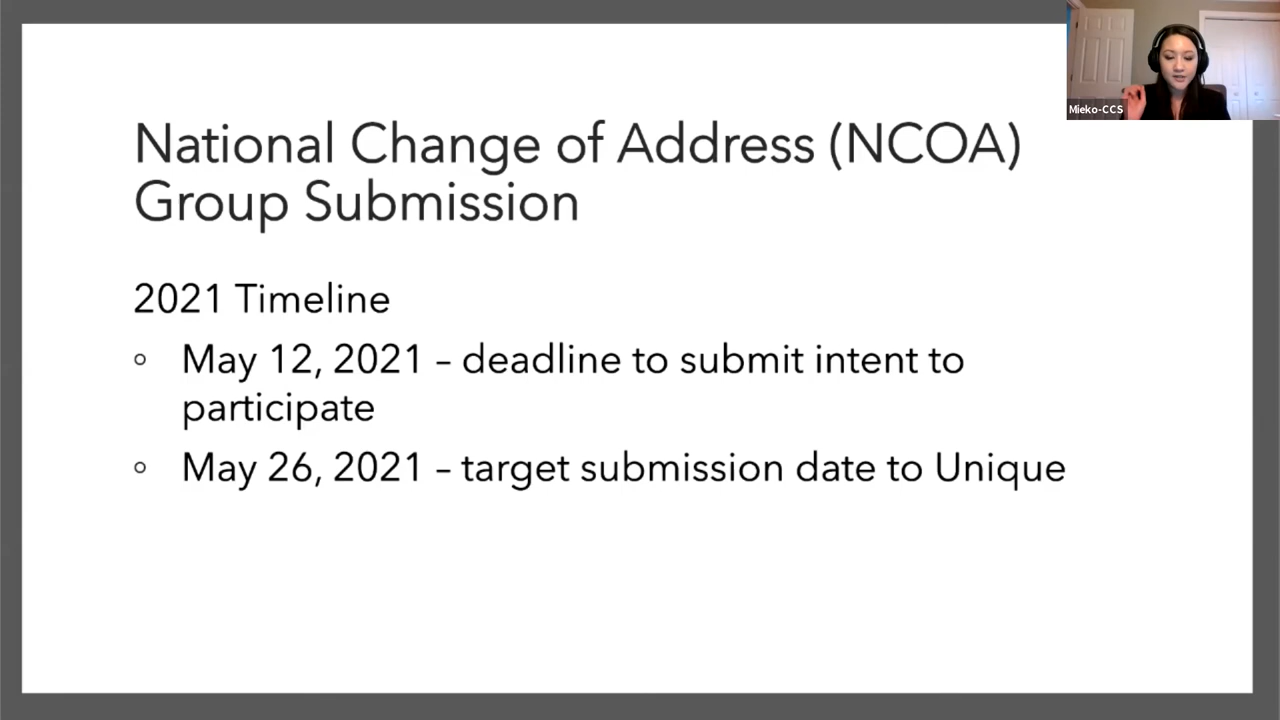 Mieko-CCS
National Change of Address (NCOA)
Group Submission
2021 Timeline
◦ May 12, 2021 – deadline to submit intent to
participate
◦ May 26, 2021 – target submission date to Unique